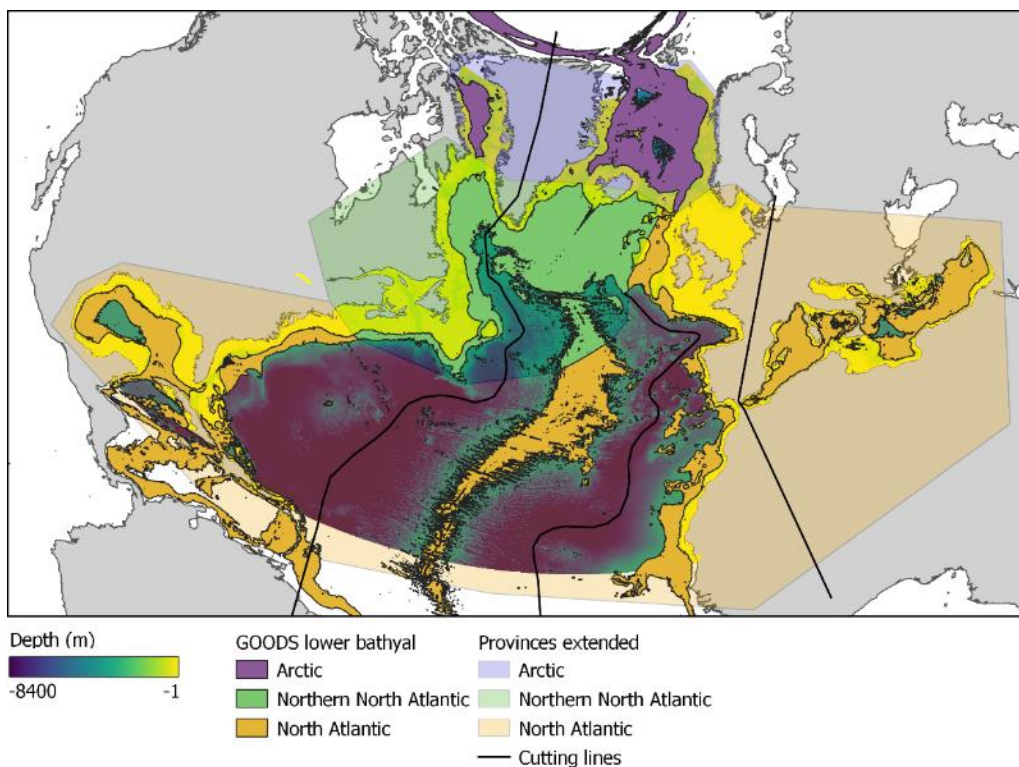 Depth (m)
-8400 -1
GOODS lower bathyal
Arctic
Northern North Atlantic
North Atlantic
Provinces extended
Arctic
Northern North Atlantic
North Atlantic
Cutting lines